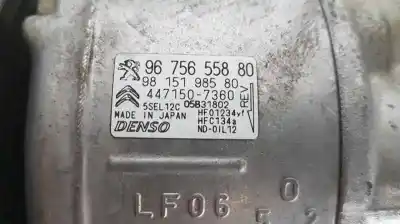 96 756 558 80
98 151 985 80
447150-7360
5SEL12C 05B31802
MADE IN JAPAN
HFO1234yf
HFC134a
REV
DENSO
ND-OIL12
LF06
0